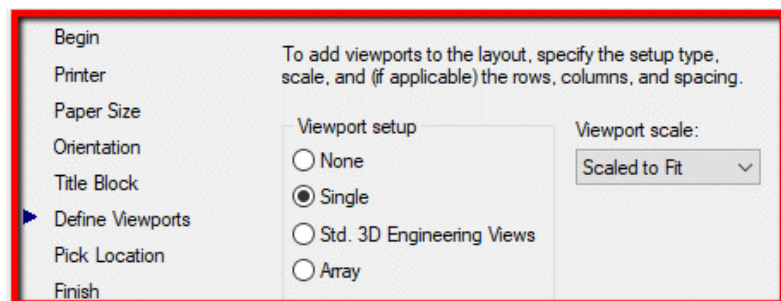 Begin
Printer
Paper Size
Orientation
Title Block
Define Viewports
Pick Location
Finish
To add viewports to the layout, specify the setup type,
scale, and (if applicable) the rows, columns, and spacing.
Viewport setup
None
Single
Std. 3D Engineering Views
Array
Viewport scale:
Scaled to Fit